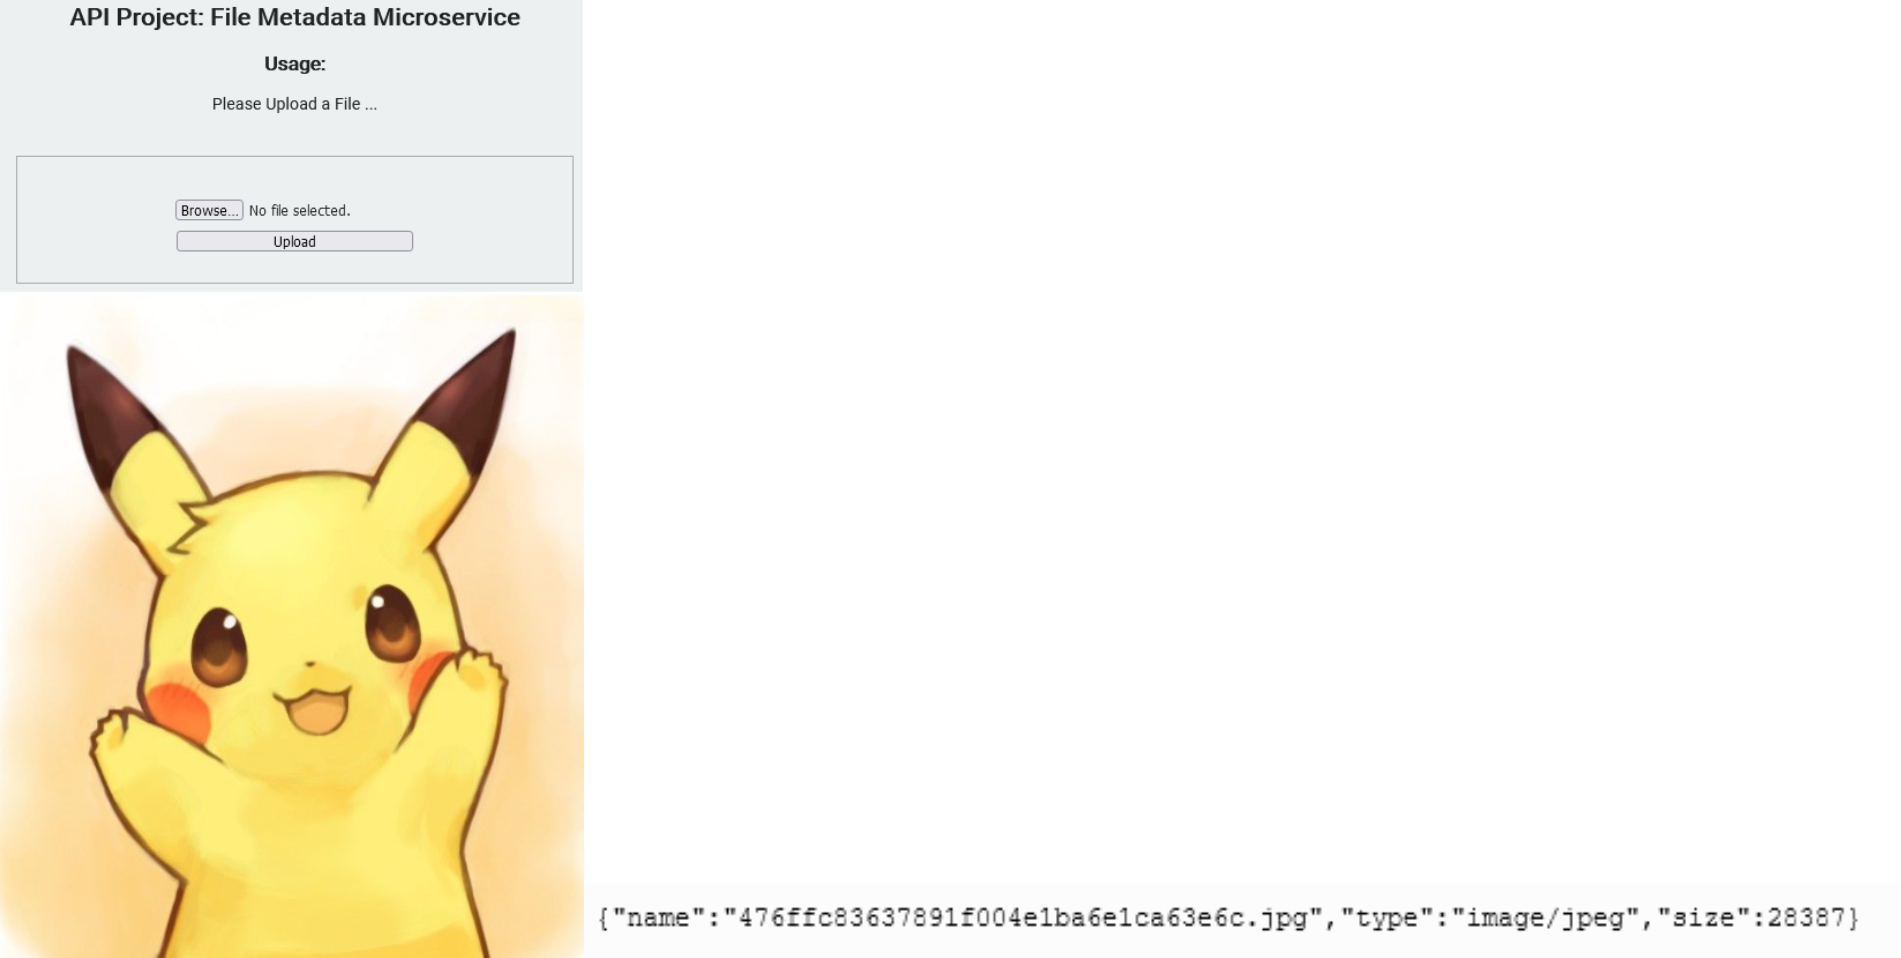 API Project: File Metadata Microservice
Usage:
Please Upload a File ...
Browse... No file selected.
Upload
{"name":"476ffc83637891f004e1ba6e1ca63e6c.jpg","type":"image/jpeg","size":28387}